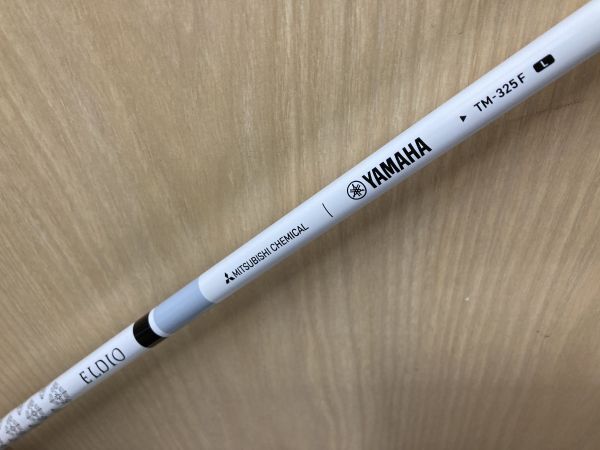 ELDIO
MITSUBISHI CHEMICAL | YAMAHA ▶ TM-325F L